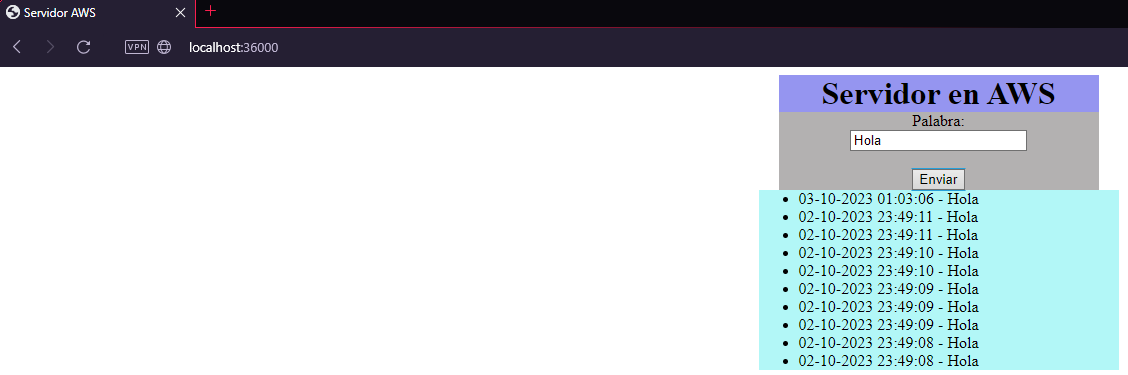 Servidor AWS
VPN localhost:36000
Servidor en AWS
Palabra:
Hola
Enviar
03-10-2023 01:03:06 - Hola
02-10-2023 23:49:11 - Hola
02-10-2023 23:49:11 - Hola
02-10-2023 23:49:10 - Hola
02-10-2023 23:49:10 - Hola
02-10-2023 23:49:09 - Hola
02-10-2023 23:49:09 - Hola
02-10-2023 23:49:09 - Hola
02-10-2023 23:49:08 - Hola
02-10-2023 23:49:08 - Hola